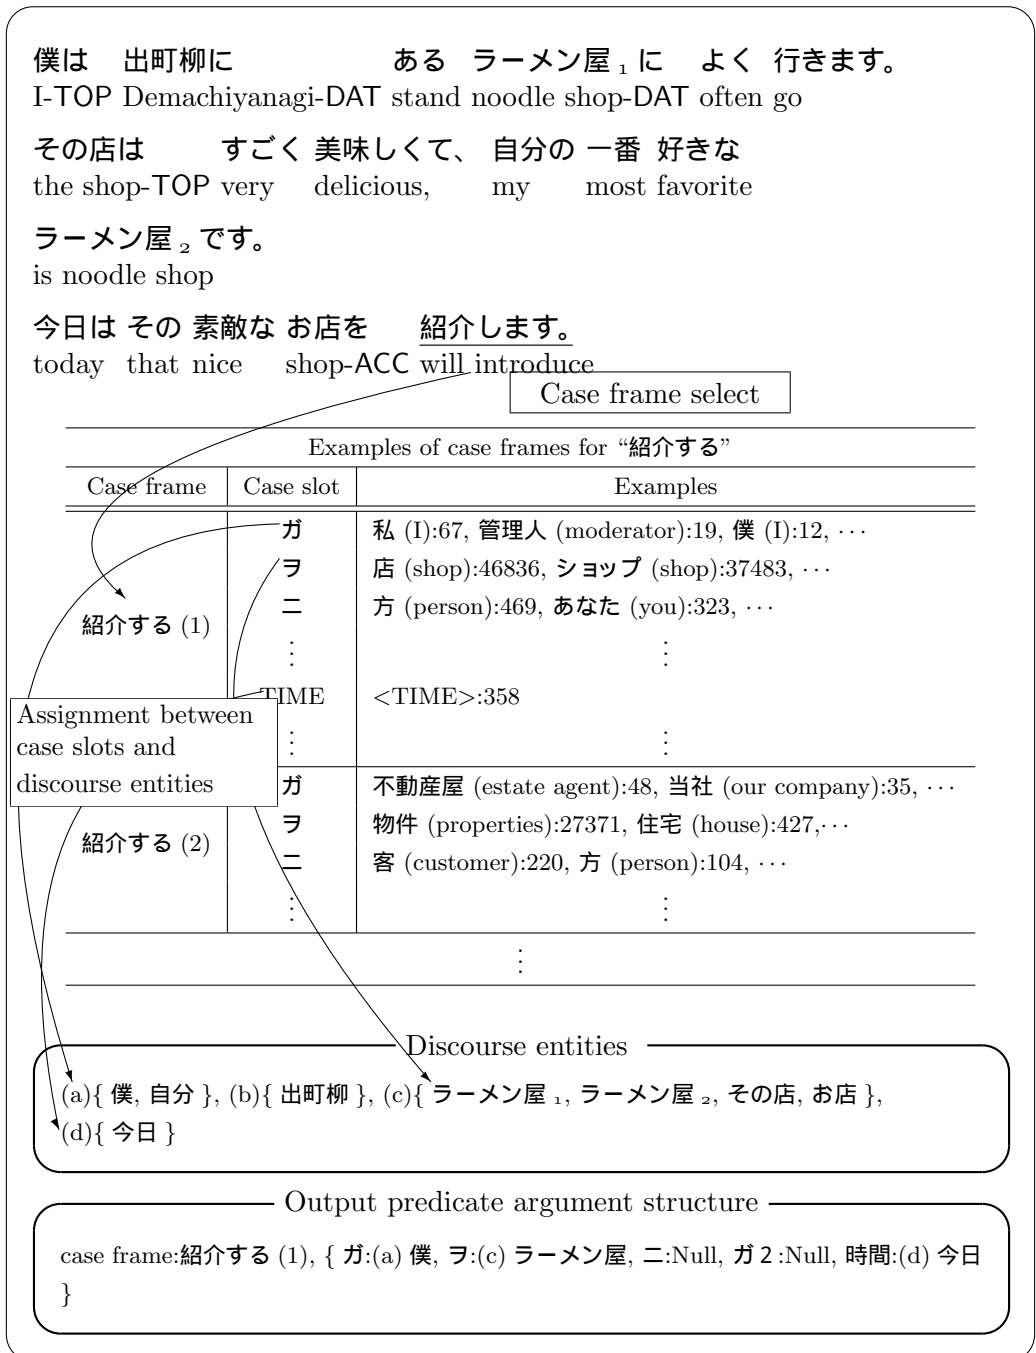 僕は 出町柳に ある ラーメン屋 ₁ に よく 行きます。
I-TOP Demachiyanagi-DAT stand noodle shop-DAT often go
その店は すごく 美味しくて、 自分の 一番 好きな
the shop-TOP very delicious, my most favorite
ラーメン屋 ₂ です。
is noodle shop
今日は その 素敵な お店を 紹介します。
today that nice shop-ACC will introduce
Case frame select
Examples of case frames for “紹介する”
Case frame Case slot Examples
ガ 私 (I):67, 管理人 (moderator):19, 僕 (I):12, ···
ヲ 店 (shop):46836, ショップ (shop):37483, ···
ニ 方 (person):469, あなた (you):323, ···
紹介する (1)
⋮ ⋮
TIME <TIME>:358
⋮ ⋮
Assignment between
case slots and
discourse entities
ガ 不動産屋 (estate agent):48, 当社 (our company):35, ···
ヲ 物件 (properties):27371, 住宅 (house):427,···
紹介する (2)
ニ 客 (customer):220, 方 (person):104, ···
⋮ ⋮
⋮
Discourse entities
(a){ 僕, 自分 }, (b){ 出町柳 }, (c){ ラーメン屋 ₁, ラーメン屋 ₂, その店, お店 },
(d){ 今日 }
Output predicate argument structure
case frame:紹介する (1), { ガ:(a) 僕, ヲ:(c) ラーメン屋, ニ:Null, ガ２:Null, 時間:(d) 今日
}